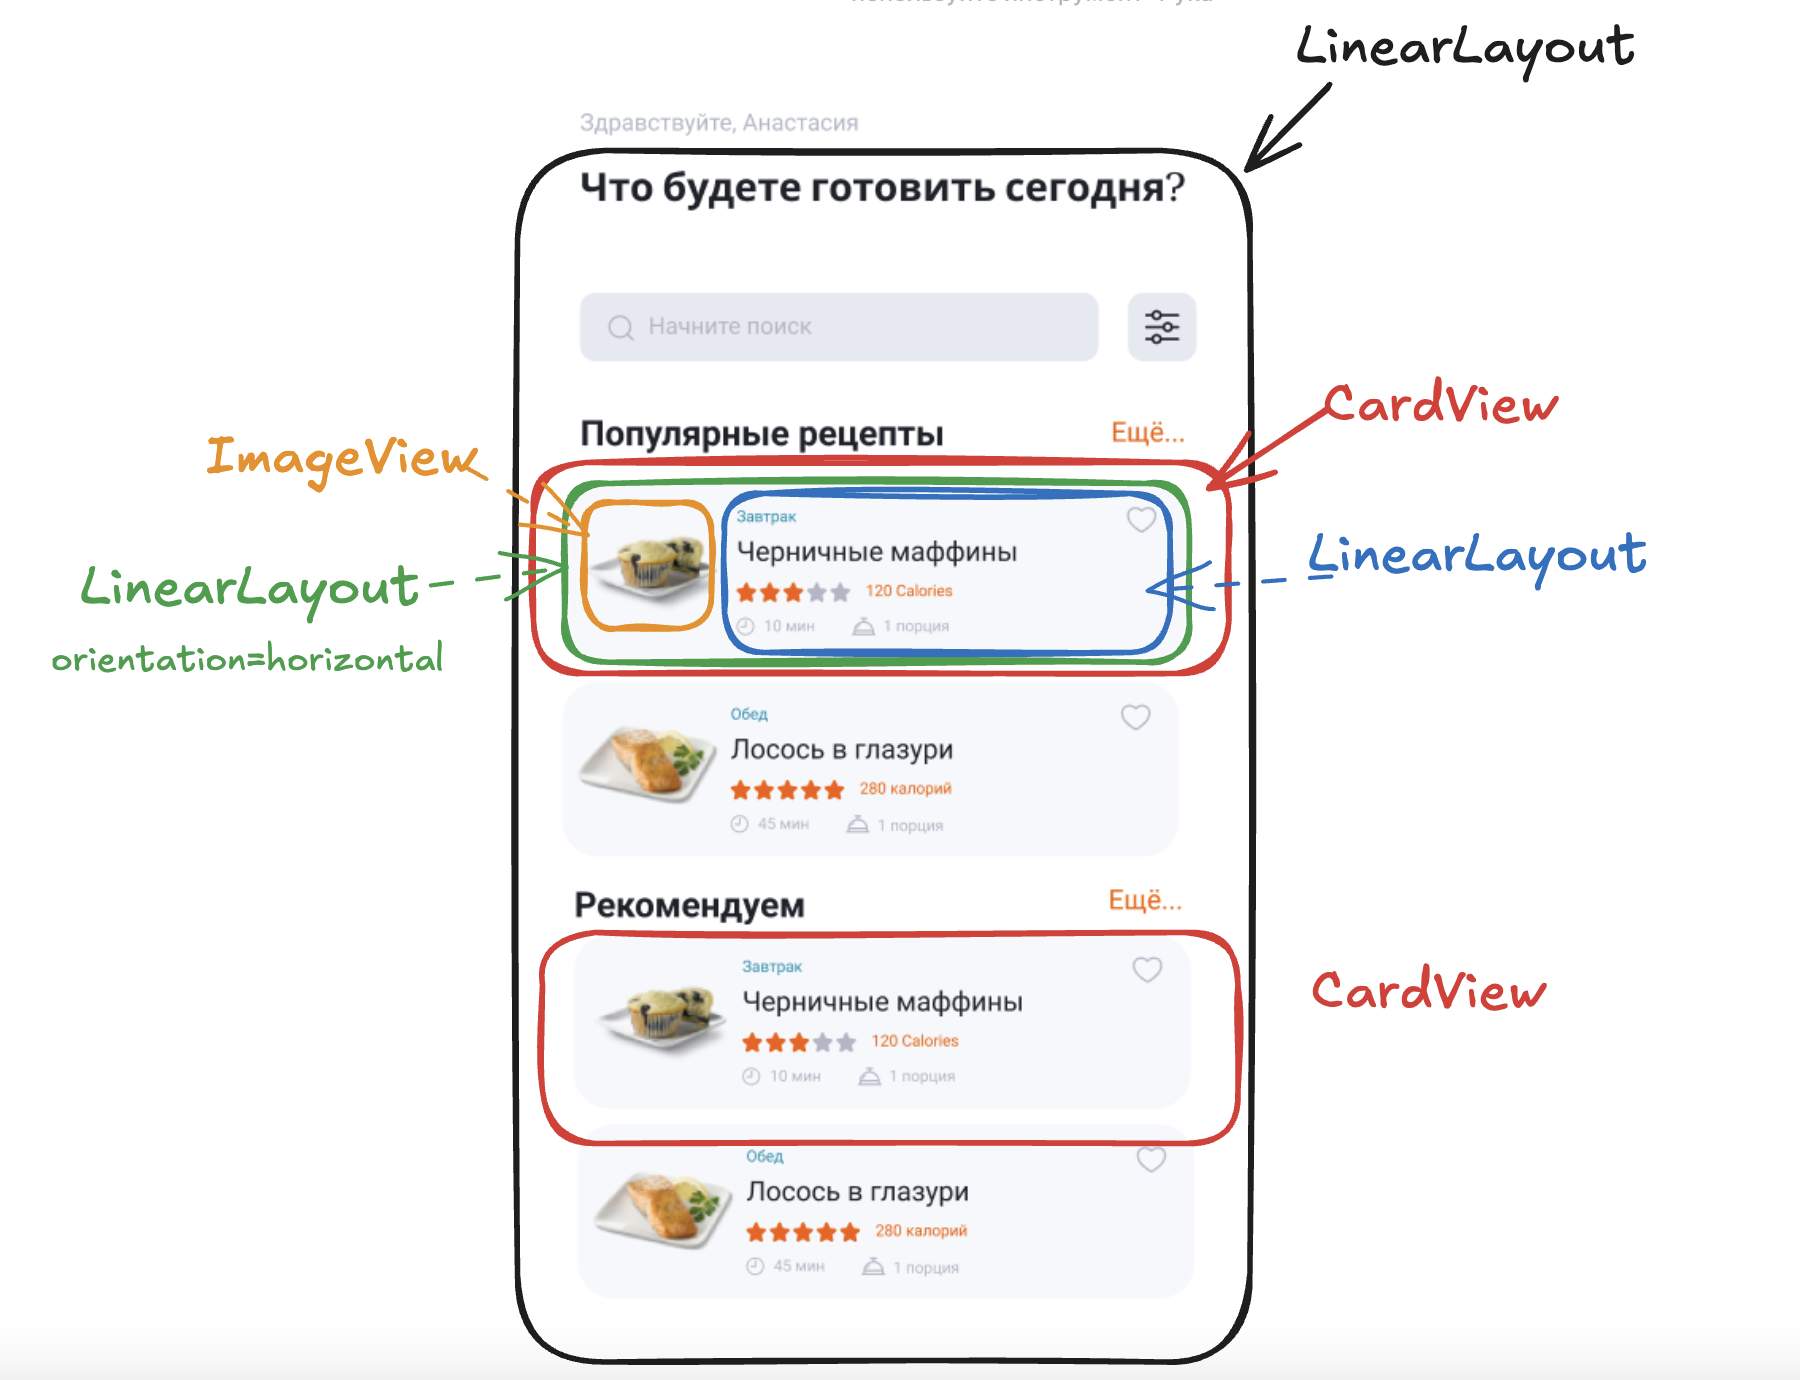 LinearLayout
Здравствуйте, Анастасия
Что будете готовить сегодня?
Начните поиск
CardView
Популярные рецепты Ещё...
ImageView
Завтрак
Черничные маффины
LinearLayout
120 Calories
LinearLayout
10 мин 1 порция
orientation=horizontal
Обед
Лосось в глазури
280 калорий
45 мин 1 порция
Рекомендуем Ещё...
Завтрак
Черничные маффины
CardView
120 Calories
10 мин 1 порция
Обед
Лосось в глазури
280 калорий
45 мин 1 порция